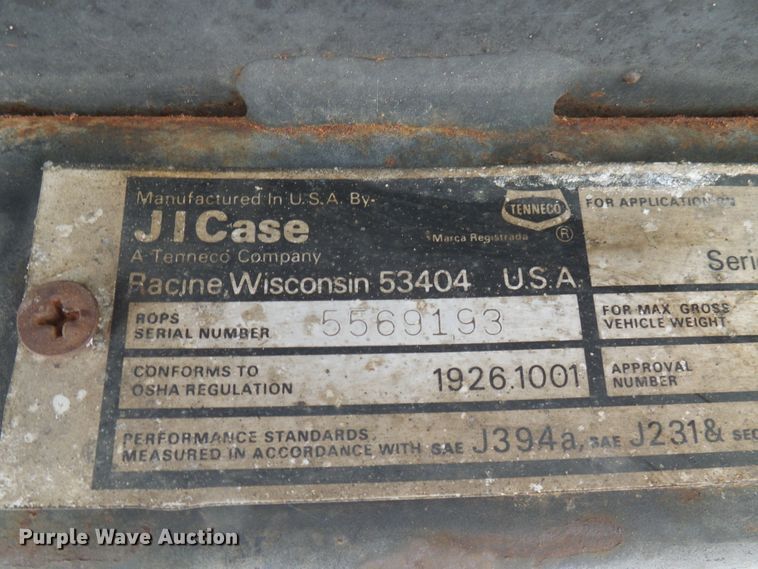 Manufactured In U.S.A. By
J I Case
A Tenneco Company
Racine, Wisconsin 53404 U.S.A.
TENNECO
Marca Registrada ®
FOR APPLICATION ON
Seri
ROPS
SERIAL NUMBER 5569193
FOR MAX GROSS
VEHICLE WEIGHT
CONFORMS TO
OSHA REGULATION 1926.1001
APPROVAL
NUMBER
PERFORMANCE STANDARDS
MEASURED IN ACCORDANCE WITH SAE J394a, SAE J231 & SEC
Purple Wave Auction